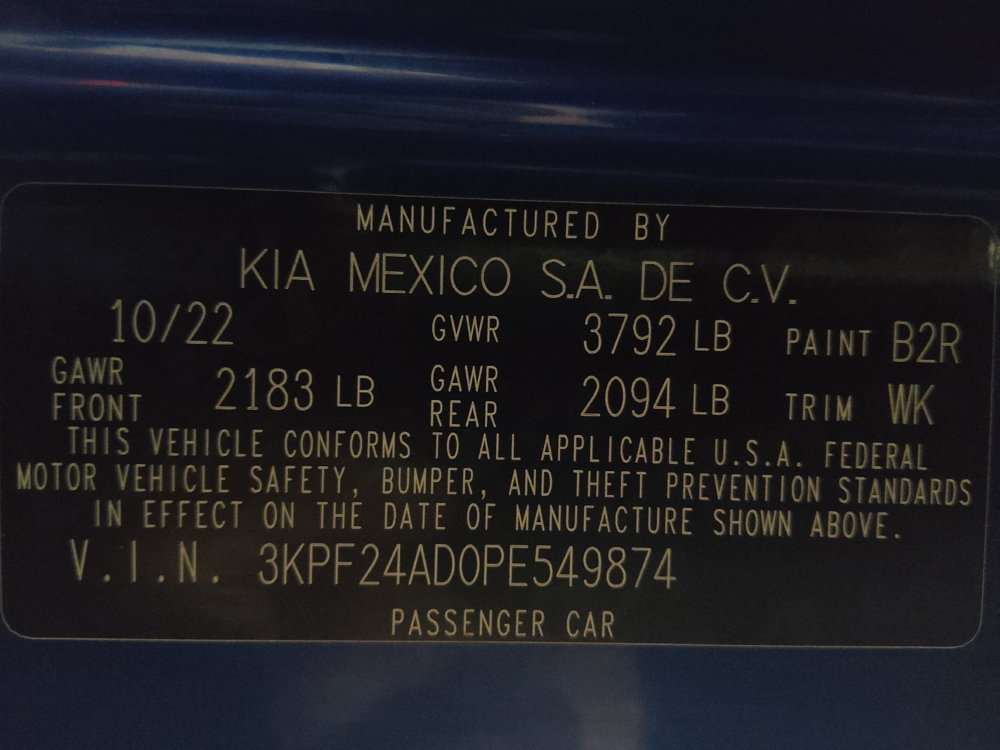 MANUFACTURED BY
KIA MEXICO S.A. DE C.V.
10/22 GVWR 3792 LB PAINT B2R
GAWR FRONT 2183 LB GAWR REAR 2094 LB TRIM WK
THIS VEHICLE CONFORMS TO ALL APPLICABLE U.S.A. FEDERAL
MOTOR VEHICLE SAFETY, BUMPER, AND THEFT PREVENTION STANDARDS
IN EFFECT ON THE DATE OF MANUFACTURE SHOWN ABOVE.
V.I.N. 3KPF24AD0PE549874
PASSENGER CAR